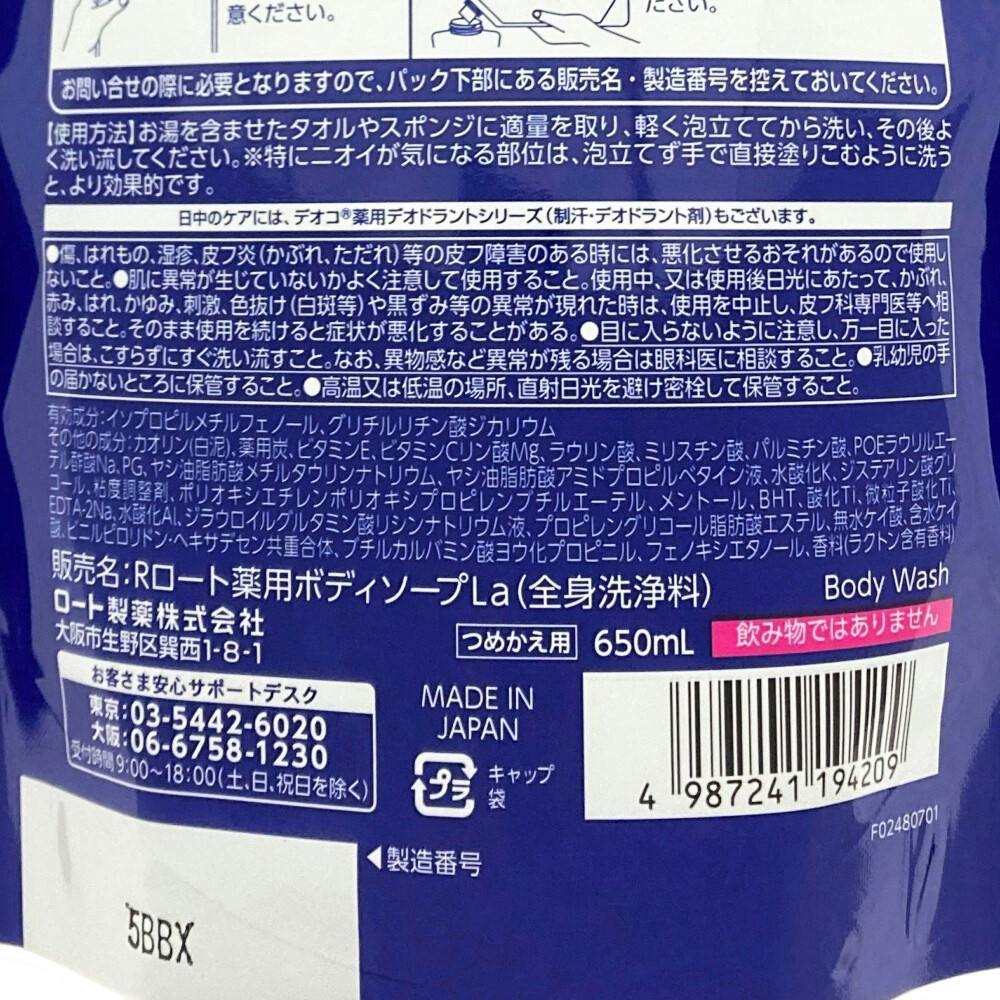 意ください。
ださい。
お問い合せの際に必要となりますので、パック下部にある販売名・製造番号を控えておいてください。
【使用方法】お湯を含ませたタオルやスポンジに適量を取り、軽く泡立ててから洗い、その後よ
く洗い流してください。※特にニオイが気になる部位は、泡立てず手で直接塗りこむように洗う
と、より効果的です。
日中のケアには、デオコ®薬用デオドラントシリーズ（制汗・デオドラント剤）もございます。
●傷、はれもの、湿疹、皮フ炎（かぶれ、ただれ）等の皮フ障害のある時には、悪化させるおそれがあるので使用し
ないこと。●肌に異常が生じていないかよく注意して使用すること。使用中、又は使用後日光にあたって、かぶれ、
赤み、はれ、かゆみ、刺激、色抜け（白斑等）や黒ずみ等の異常が現れた時は、使用を中止し、皮フ科専門医等へ相
談すること。そのまま使用を続けると症状が悪化することがある。●目に入らないように注意し、万一目に入った
場合は、こすらずにすぐ洗い流すこと。なお、異物感など異常が残る場合は眼科医に相談すること。●乳幼児の手
の届かないところに保管すること。●高温又は低温の場所、直射日光を避け密栓して保管すること。
有効成分：イソプロピルメチルフェノール、グリチルリチン酸ジカリウム
その他の成分：カオリン（白泥）、薬用炭、ビタミンE、ビタミンCリン酸Mg、ラウリン酸、ミリスチン酸、パルミチン酸、POEラウリルエー
テル酢酸Na、PG、ヤシ油脂肪酸メチルタウリンナトリウム、ヤシ油脂肪酸アミドプロピルベタイン液、水酸化K、ジステアリン酸グリ
コール、粘度調整剤、ポリオキシエチレンポリオキシプロピレンブチルエーテル、メントール、BHT、酸化Ti、微粒子酸化Ti、
EDTA-2Na、水酸化Al、ジラウロイルグルタミン酸リシンナトリウム液、プロピレングリコール脂肪酸エステル、無水ケイ酸、含水ケイ
酸、ビニルピロリドン・ヘキサデセン共重合体、ブチルカルバミン酸ヨウ化プロピニル、フェノキシエタノール、香料（ラクトン含有香料）
販売名：Rロート薬用ボディソープLa（全身洗浄料）
Body Wash
ロート製薬株式会社
大阪市生野区巽西1-8-1
つめかえ用 650mL
飲み物ではありません
お客さま安心サポートデスク
東京：03-5442-6020
大阪：06-6758-1230
受付時間 9:00〜18:00（土、日、祝日を除く）
MADE IN
JAPAN
プラ
キャップ
袋
4 987241 194209
F02480701
◀製造番号
5BBX